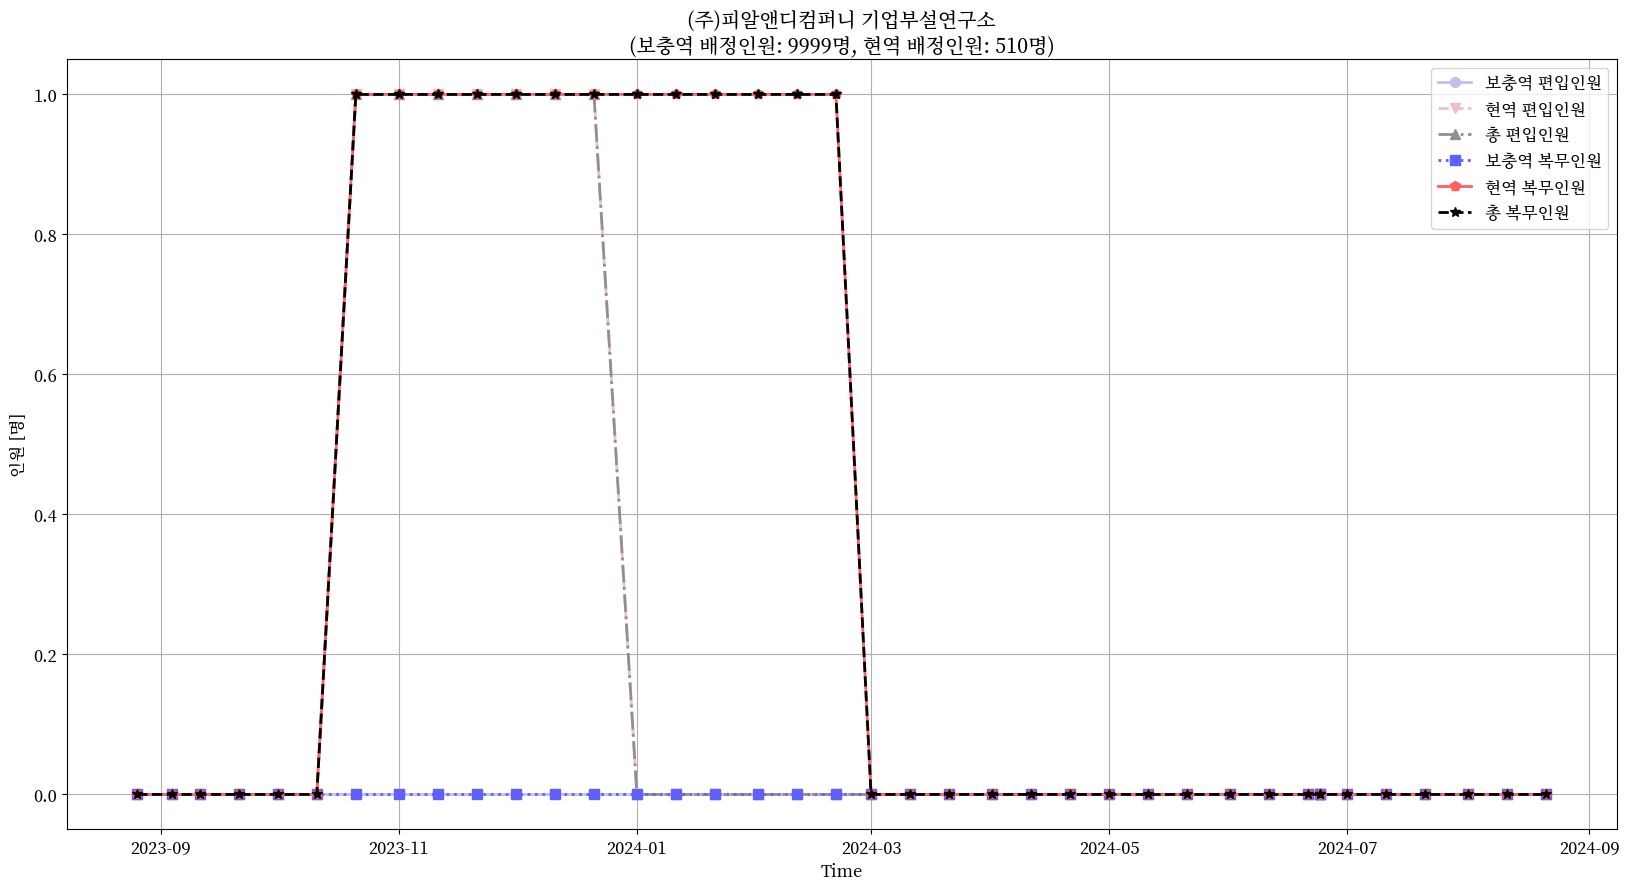 (주)피알앤디컴퍼니 기업부설연구소
(보충역 배정인원: 9999명, 현역 배정인원: 510명)
보충역 편입인원
현역 편입인원
총 편입인원
보충역 복무인원
현역 복무인원
총 복무인원
인원 [명]
1.0
0.8
0.6
0.4
0.2
0.0
2023-09 2023-11 2024-01 2024-03 2024-05 2024-07 2024-09
Time